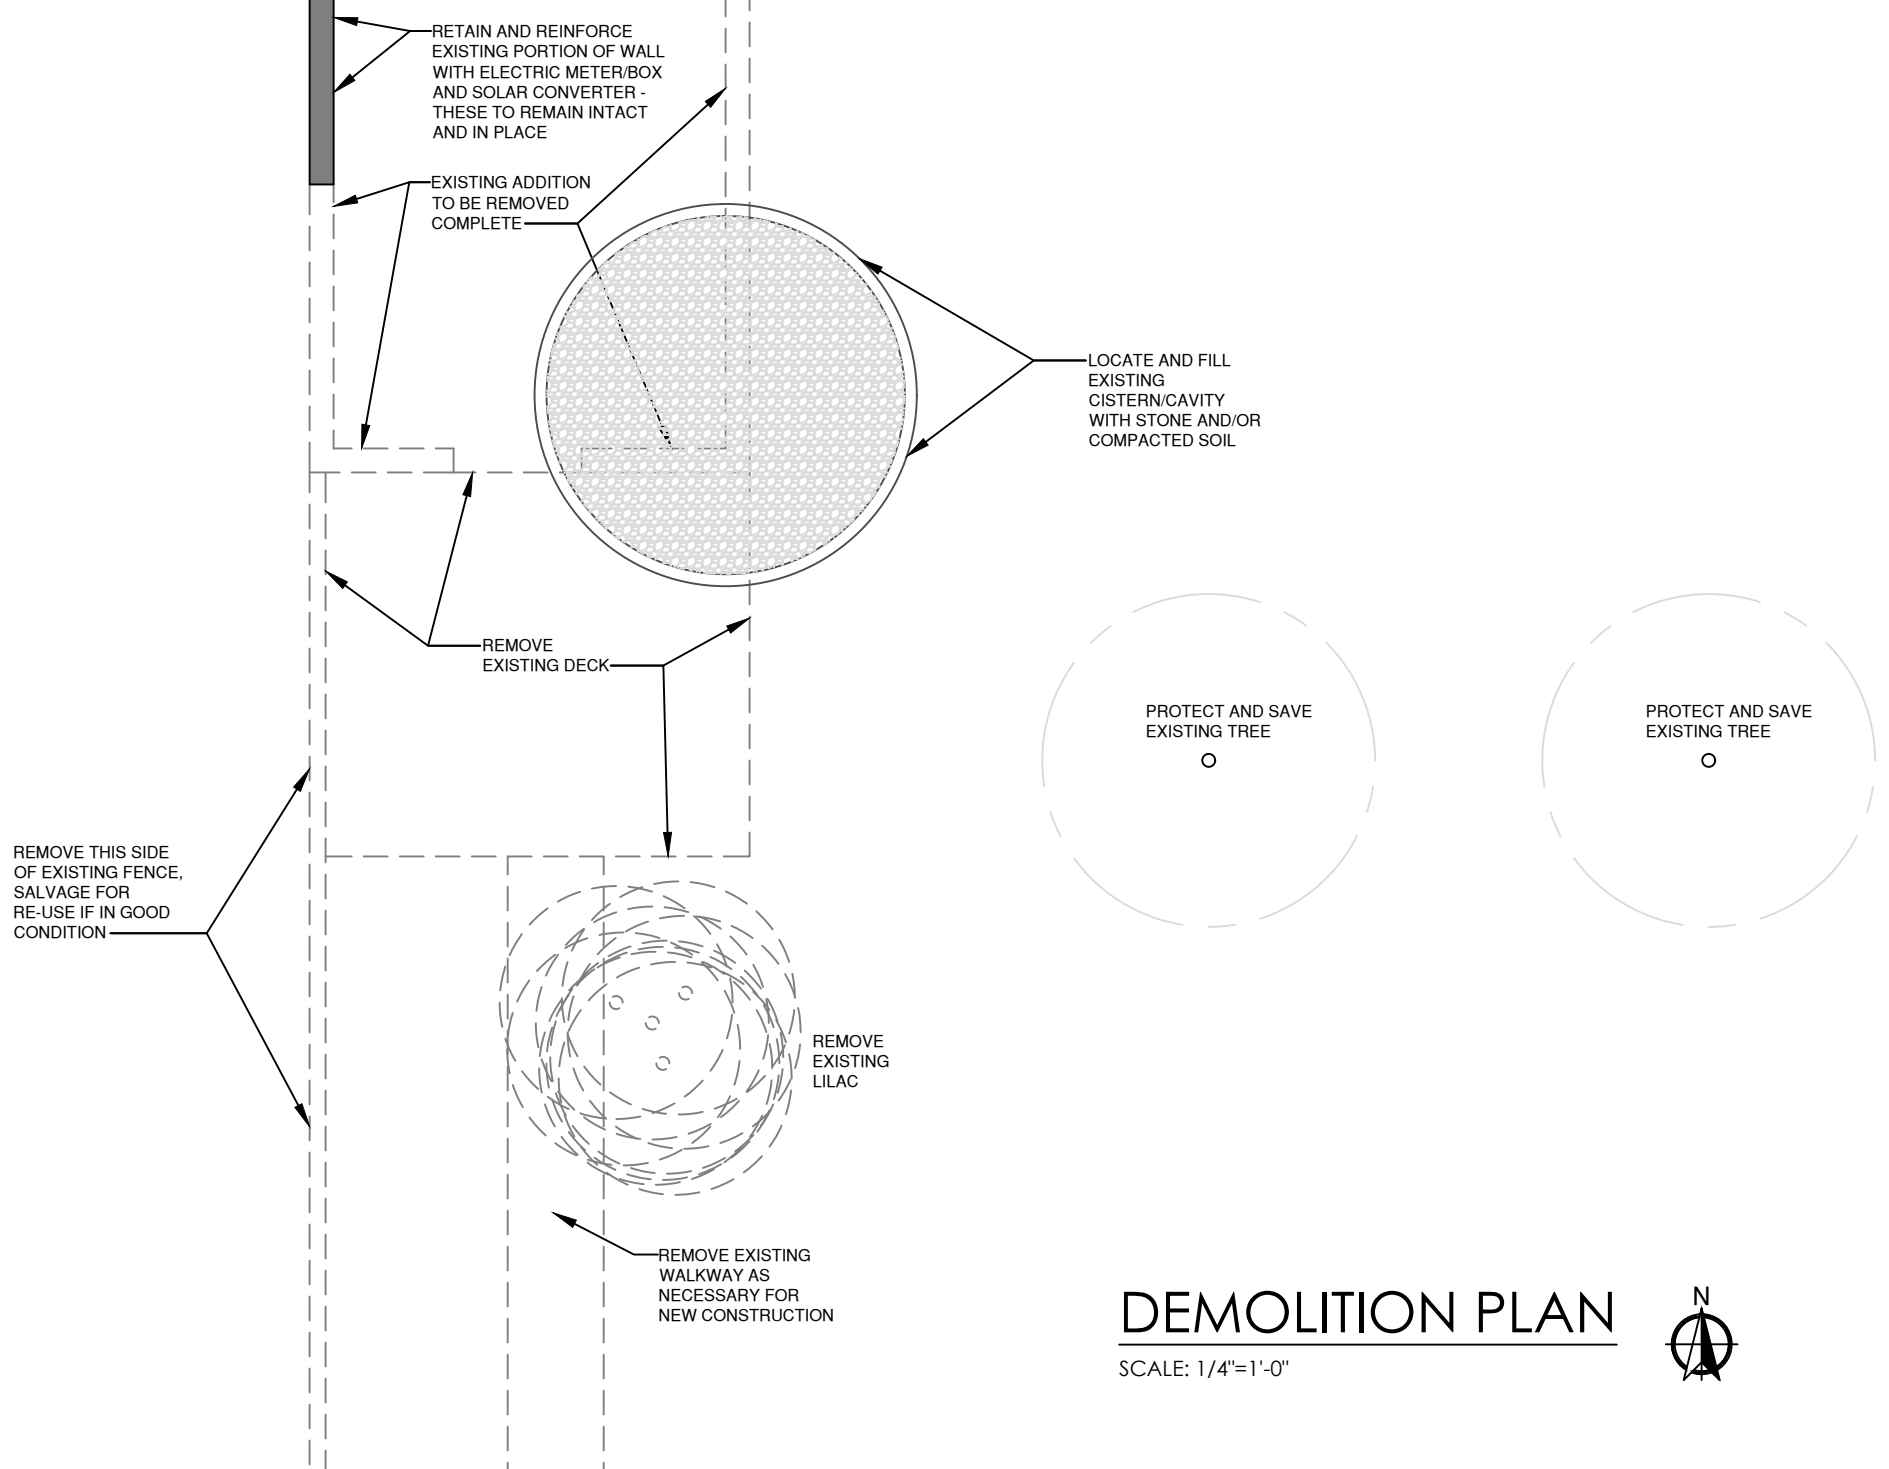 RETAIN AND REINFORCE
EXISTING PORTION OF WALL
WITH ELECTRIC METER/BOX
AND SOLAR CONVERTER -
THESE TO REMAIN INTACT
AND IN PLACE
EXISTING ADDITION
TO BE REMOVED
COMPLETE
LOCATE AND FILL
EXISTING
CISTERN/CAVITY
WITH STONE AND/OR
COMPACTED SOIL
REMOVE
EXISTING DECK
PROTECT AND SAVE
EXISTING TREE
PROTECT AND SAVE
EXISTING TREE
REMOVE THIS SIDE
OF EXISTING FENCE,
SALVAGE FOR
RE-USE IF IN GOOD
CONDITION
REMOVE
EXISTING
LILAC
REMOVE EXISTING
WALKWAY AS
NECESSARY FOR
NEW CONSTRUCTION
DEMOLITION PLAN
SCALE: 1/4"=1'-0"
N